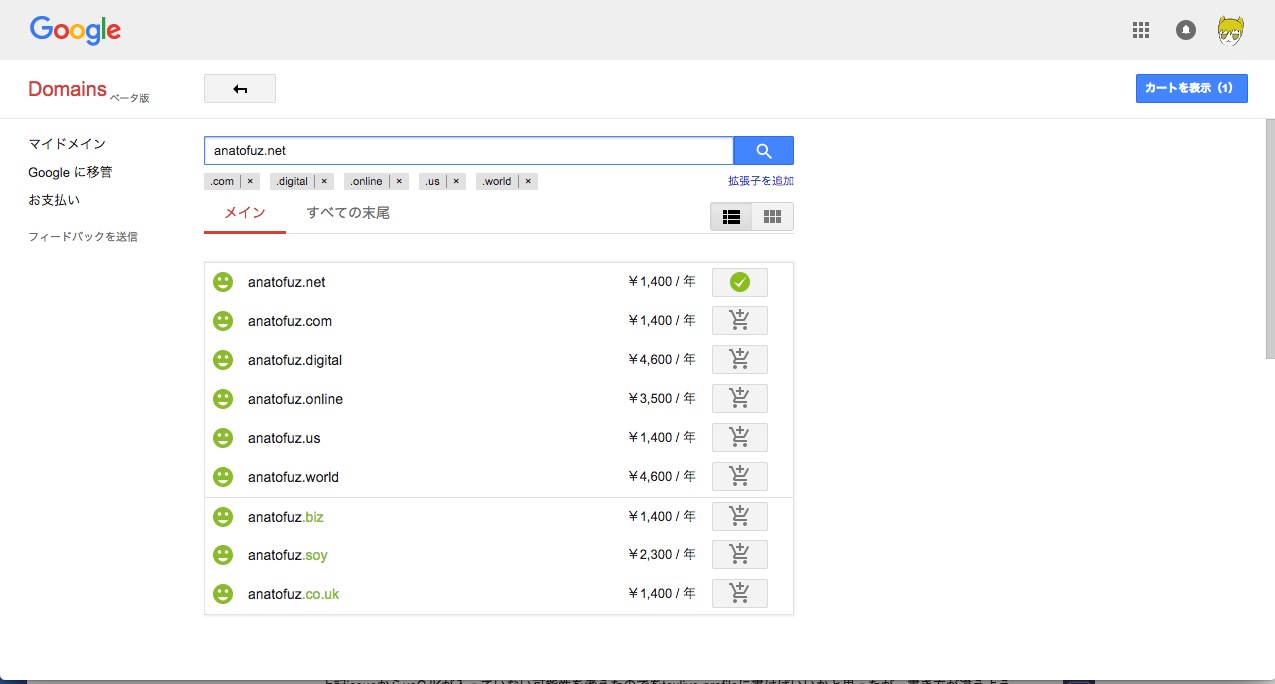 Google
Domains ベータ版
カートを表示（1）
マイドメイン
Google に移管
お支払い
フィードバックを送信
anatofuz.net
.com × .digital × .online × .us × .world ×
拡張子を追加
メイン すべての末尾
anatofuz.net ￥1,400 / 年
anatofuz.com ￥1,400 / 年
anatofuz.digital ￥4,600 / 年
anatofuz.online ￥3,500 / 年
anatofuz.us ￥1,400 / 年
anatofuz.world ￥4,600 / 年
anatofuz.biz ￥1,400 / 年
anatofuz.soy ￥2,300 / 年
anatofuz.co.uk ￥1,400 / 年